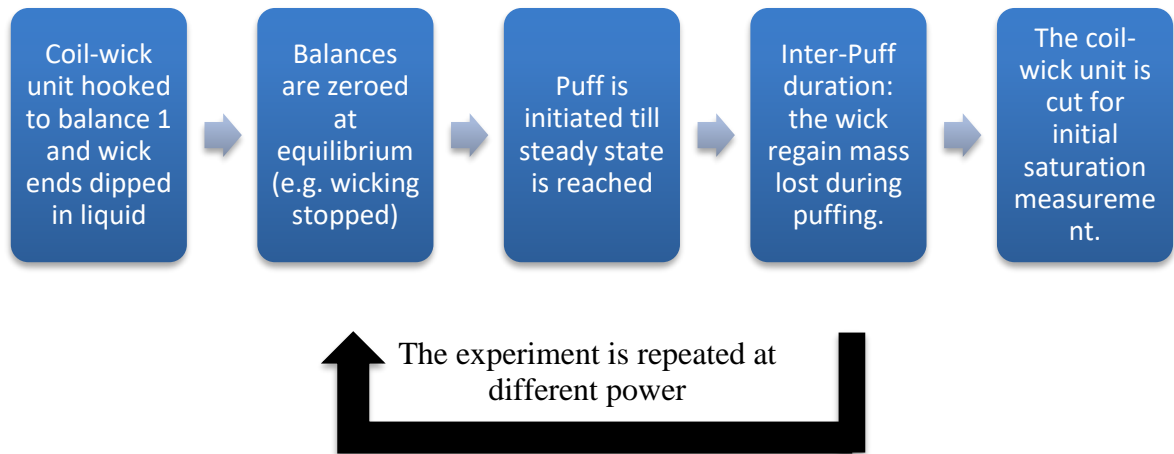 Coil-wick
unit hooked
to balance 1
and wick
ends dipped
in liquid
Balances
are zeroed
at
equilibrium
(e.g. wicking
stopped)
Puff is
initiated till
steady state
is reached
Inter-Puff
duration:
the wick
regain mass
lost during
puffing.
The coil-
wick unit is
cut for
initial
saturation
measureme
nt.
The experiment is repeated at
different power